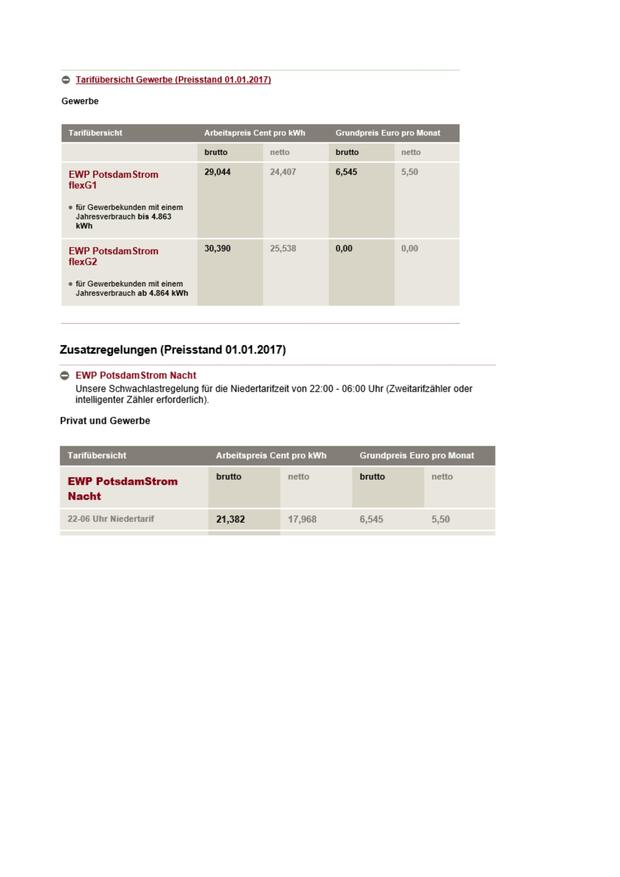 Tarifübersicht Gewerbe (Preisstand 01.01.2017)
Gewerbe
Tarifübersicht Arbeitspreis Cent pro kWh Grundpreis Euro pro Monat
brutto netto brutto netto
EWP PotsdamStrom 29,044 24,407 6,545 5,50
flexG1
für Gewerbekunden mit einem
Jahresverbrauch bis 4.863
kWh
EWP PotsdamStrom 30,390 25,538 0,00 0,00
flexG2
für Gewerbekunden mit einem
Jahresverbrauch ab 4.864 kWh
Zusatzregelungen (Preisstand 01.01.2017)
EWP PotsdamStrom Nacht
Unsere Schwachlastregelung für die Niedertarifzeit von 22:00 - 06:00 Uhr (Zweitarifzähler oder
intelligenter Zähler erforderlich).
Privat und Gewerbe
Tarifübersicht Arbeitspreis Cent pro kWh Grundpreis Euro pro Monat
EWP PotsdamStrom brutto netto brutto netto
Nacht
22-06 Uhr Niedertarif 21,382 17,968 6,545 5,50